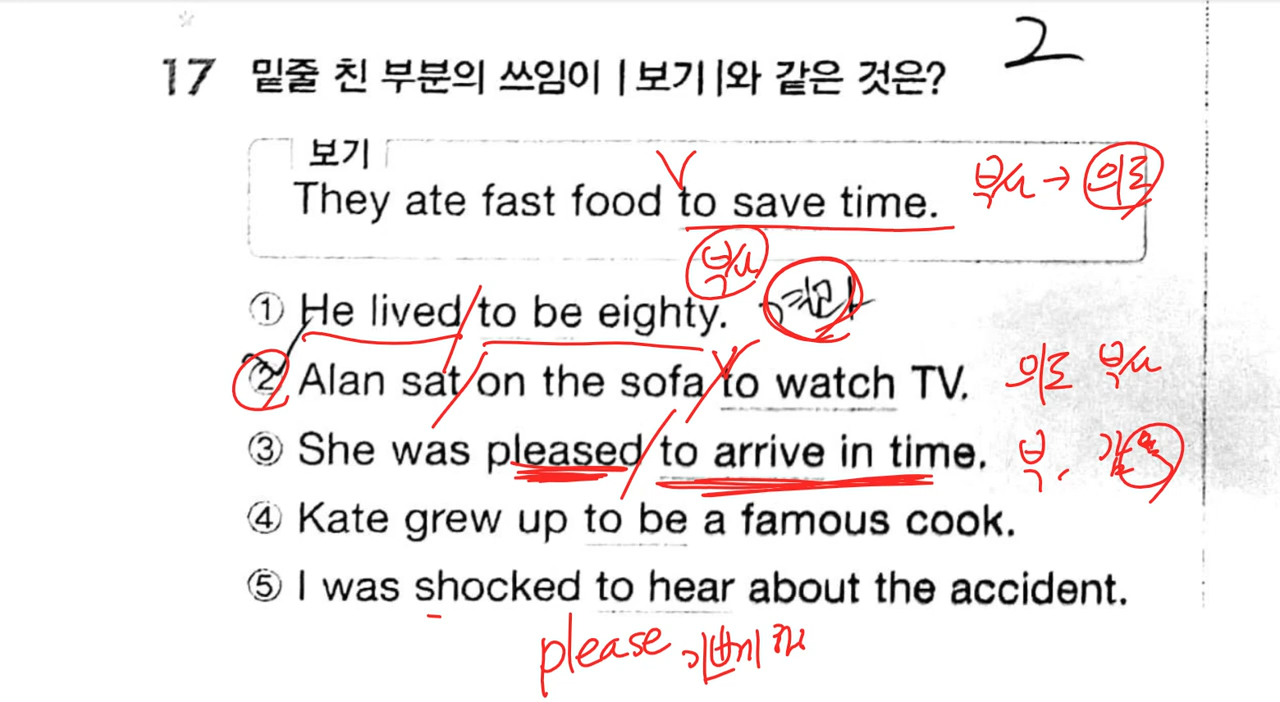 2
17 밑줄 친 부분의 쓰임이 |보기|와 같은 것은?
보기
They ate fast food to save time.
부사 → 의도
부사
① He lived to be eighty. 결과
② Alan sat on the sofa to watch TV. 의도 부사
③ She was pleased to arrive in time. 부.
④ Kate grew up to be a famous cook.
⑤ I was shocked to hear about the accident.
please 기쁘게